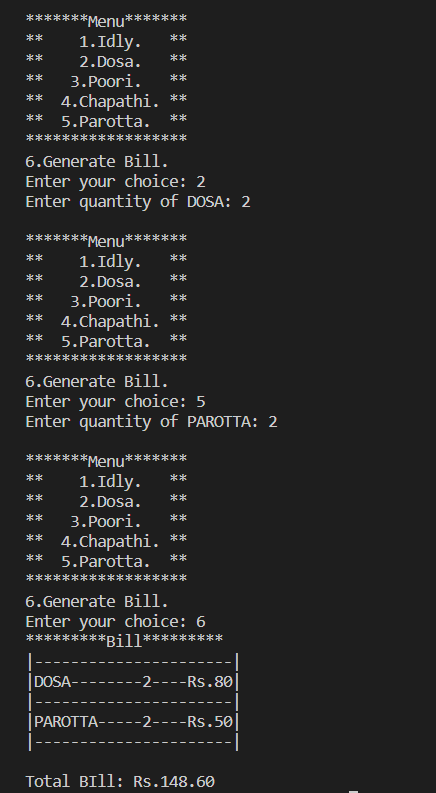 *******Menu*******
**    1.Idly.   **
**    2.Dosa.   **
**   3.Poori.   **
**  4.Chapathi. **
**  5.Parotta.  **
******************
6.Generate Bill.
Enter your choice: 2
Enter quantity of DOSA: 2

*******Menu*******
**    1.Idly.   **
**    2.Dosa.   **
**   3.Poori.   **
**  4.Chapathi. **
**  5.Parotta.  **
******************
6.Generate Bill.
Enter your choice: 5
Enter quantity of PAROTTA: 2

*******Menu*******
**    1.Idly.   **
**    2.Dosa.   **
**   3.Poori.   **
**  4.Chapathi. **
**  5.Parotta.  **
******************
6.Generate Bill.
Enter your choice: 6
*********Bill*********
|----------------------|
|DOSA--------2----Rs.80|
|----------------------|
|PAROTTA-----2----Rs.50|
|----------------------|

Total BIll: Rs.148.60